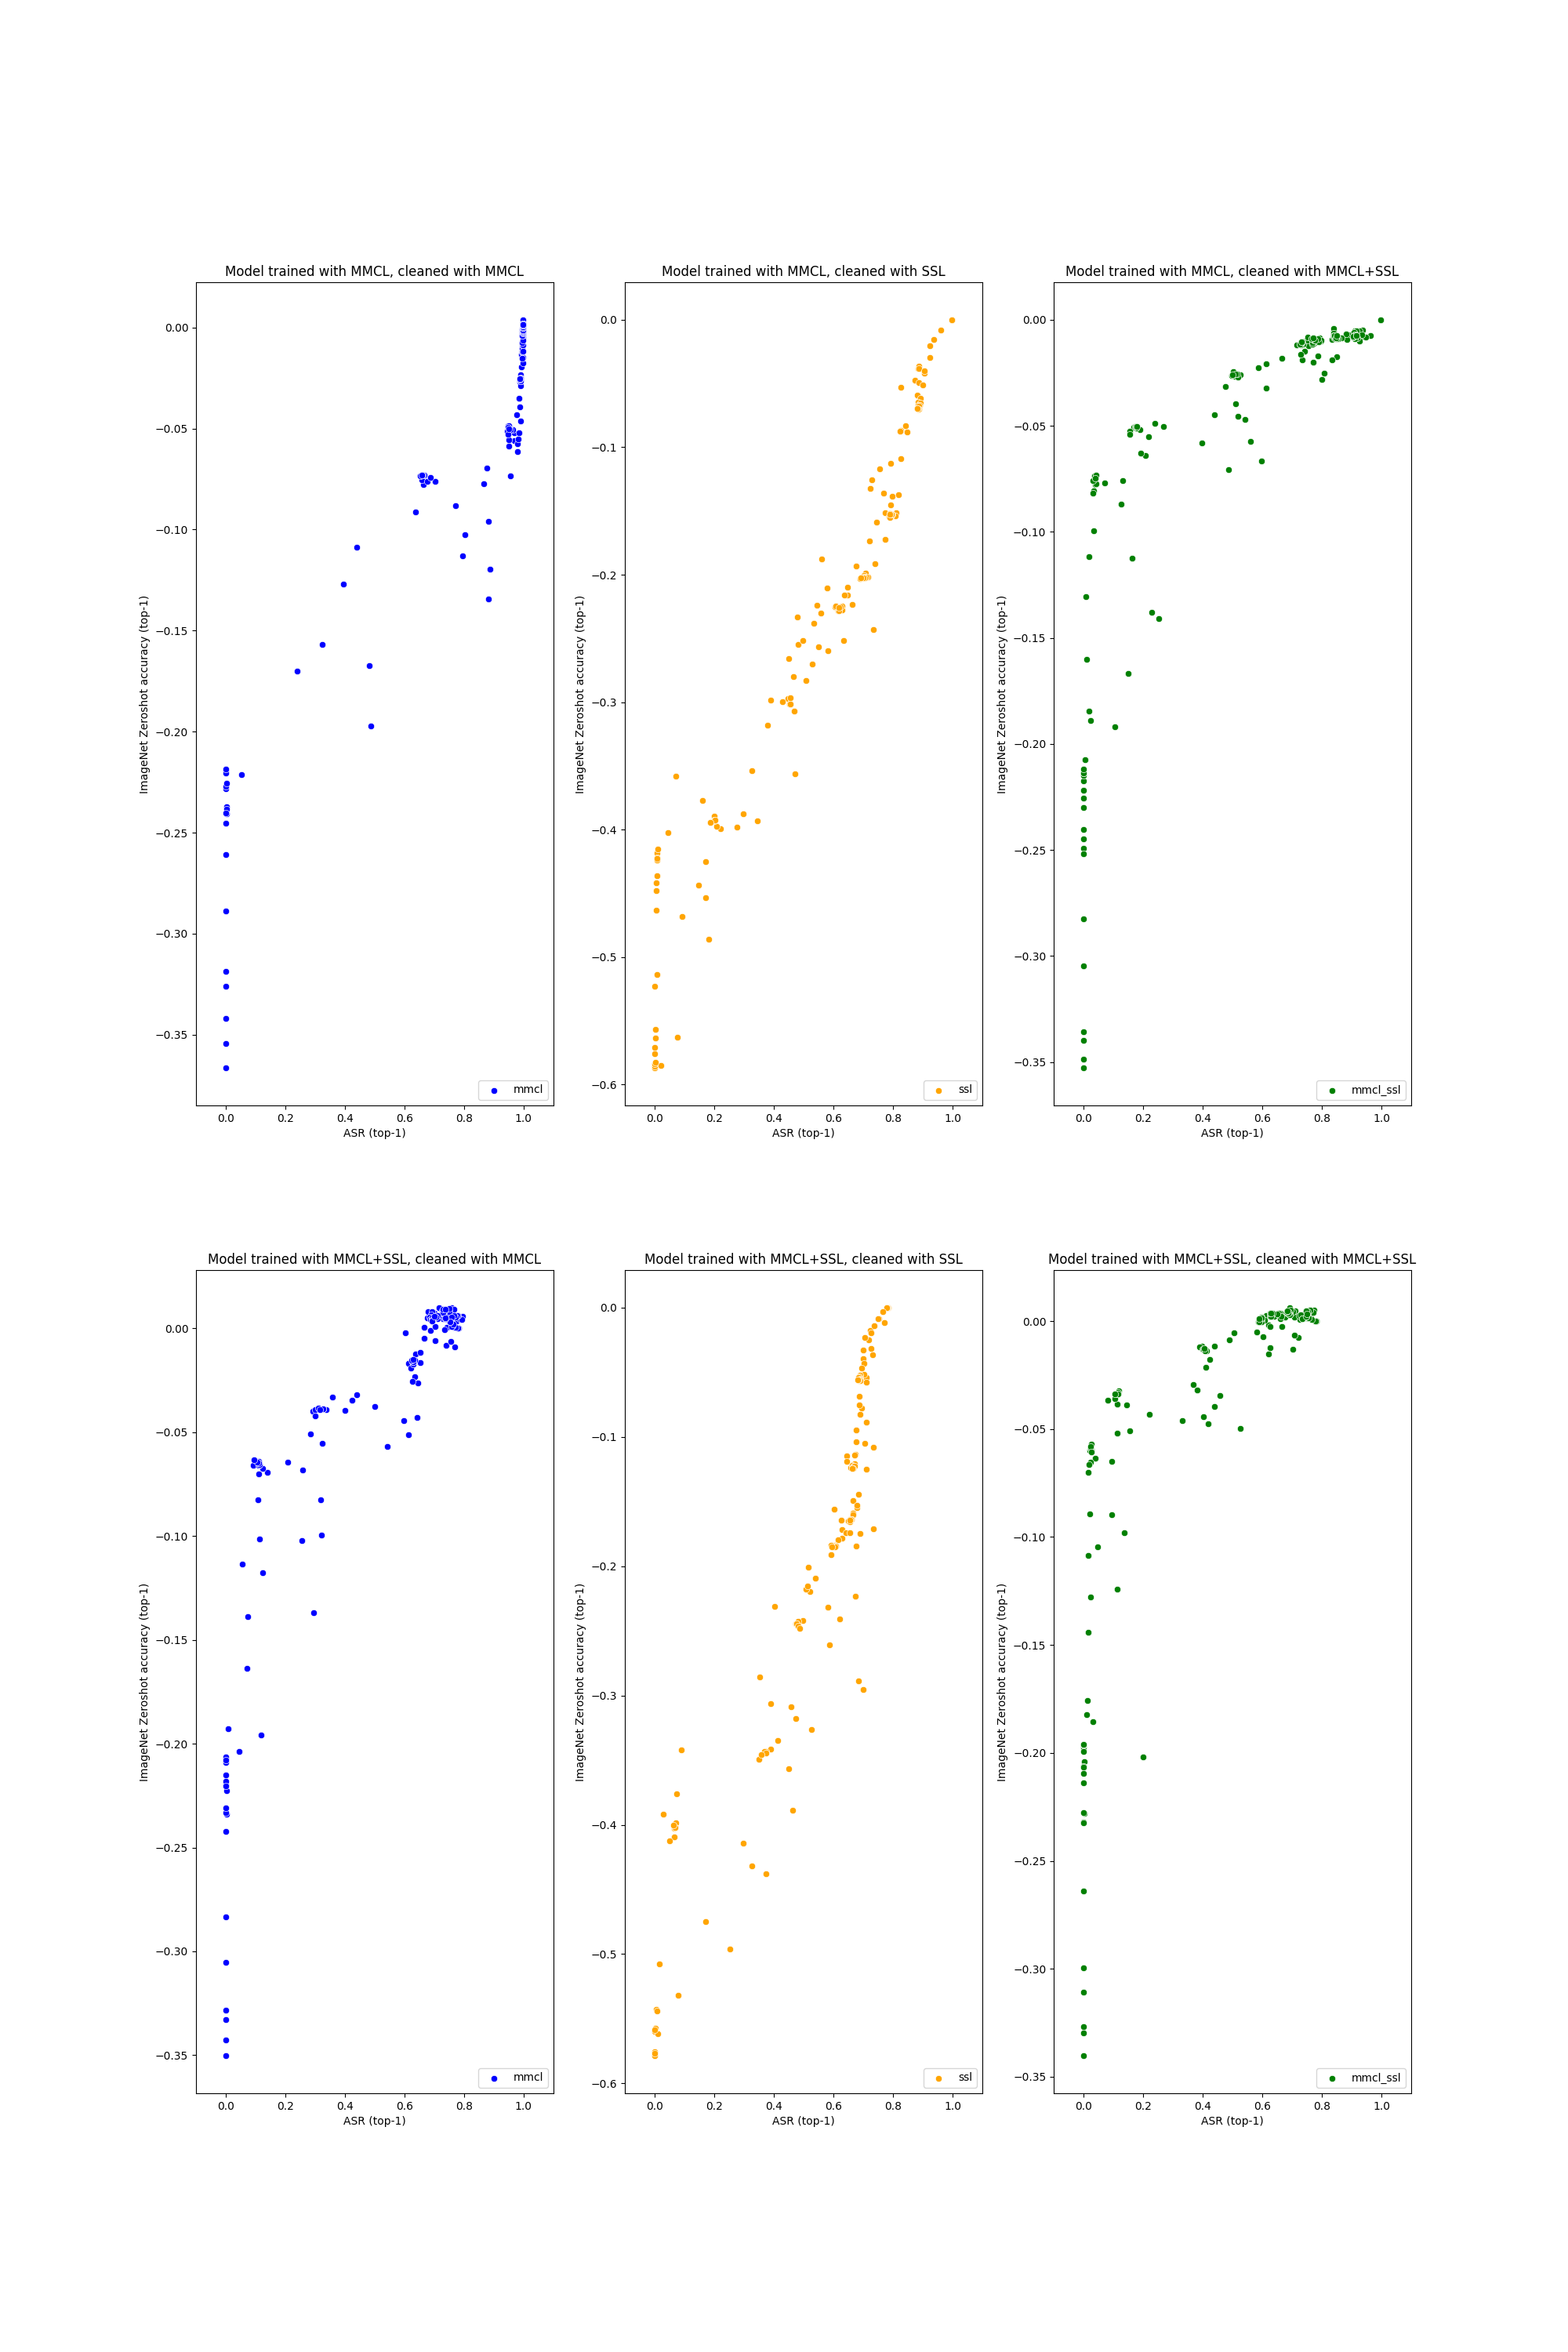 Model trained with MMCL, cleaned with MMCL
ImageNet Zeroshot accuracy (top-1)
0.00
−0.05
−0.10
−0.15
−0.20
−0.25
−0.30
−0.35
0.0 0.2 0.4 0.6 0.8 1.0
ASR (top-1)
mmcl
Model trained with MMCL, cleaned with SSL
ImageNet Zeroshot accuracy (top-1)
0.0
−0.1
−0.2
−0.3
−0.4
−0.5
−0.6
0.0 0.2 0.4 0.6 0.8 1.0
ASR (top-1)
ssl
Model trained with MMCL, cleaned with MMCL+SSL
ImageNet Zeroshot accuracy (top-1)
0.00
−0.05
−0.10
−0.15
−0.20
−0.25
−0.30
−0.35
0.0 0.2 0.4 0.6 0.8 1.0
ASR (top-1)
mmcl_ssl
Model trained with MMCL+SSL, cleaned with MMCL
ImageNet Zeroshot accuracy (top-1)
0.00
−0.05
−0.10
−0.15
−0.20
−0.25
−0.30
−0.35
0.0 0.2 0.4 0.6 0.8 1.0
ASR (top-1)
mmcl
Model trained with MMCL+SSL, cleaned with SSL
ImageNet Zeroshot accuracy (top-1)
0.0
−0.1
−0.2
−0.3
−0.4
−0.5
−0.6
0.0 0.2 0.4 0.6 0.8 1.0
ASR (top-1)
ssl
Model trained with MMCL+SSL, cleaned with MMCL+SSL
ImageNet Zeroshot accuracy (top-1)
0.00
−0.05
−0.10
−0.15
−0.20
−0.25
−0.30
−0.35
0.0 0.2 0.4 0.6 0.8 1.0
ASR (top-1)
mmcl_ssl